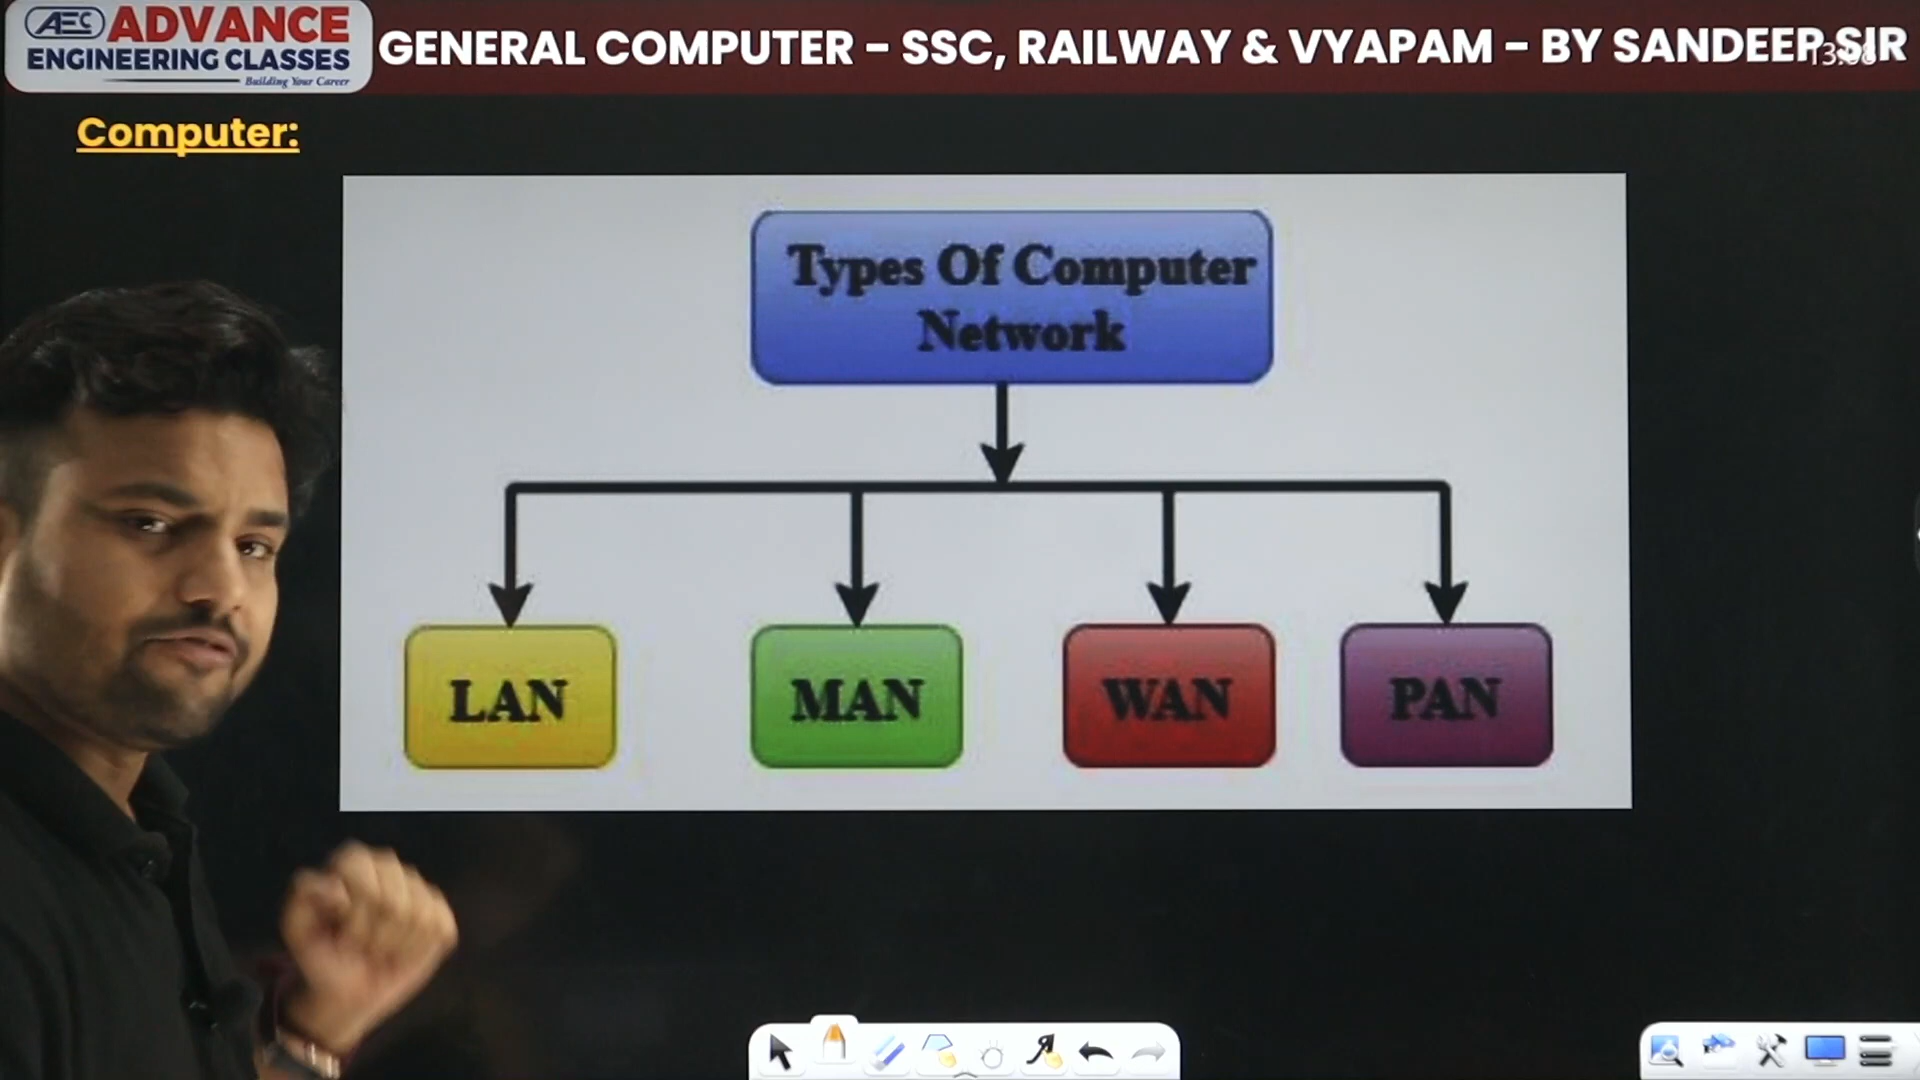 AEC ADVANCE
ENGINEERING CLASSES
Building Your Career
GENERAL COMPUTER - SSC, RAILWAY & VYAPAM - BY SANDEEP SIR
Computer:
Types Of Computer
Network
LAN MAN WAN PAN